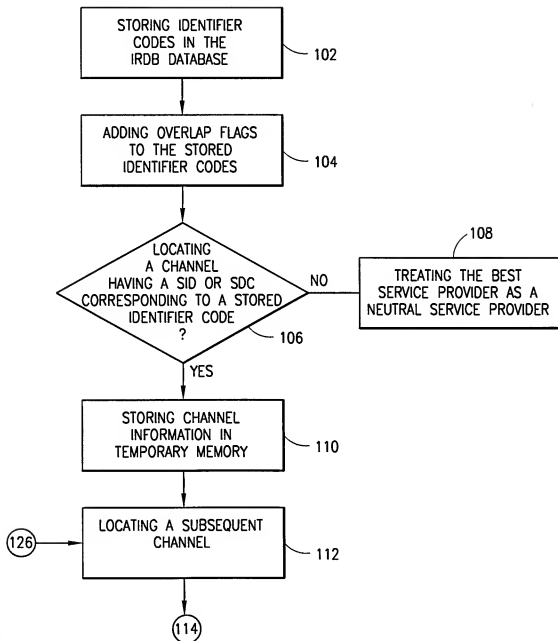 STORING IDENTIFIER
CODES IN THE
IRDB DATABASE
102
ADDING OVERLAP FLAGS
TO THE STORED
IDENTIFIER CODES
104
LOCATING
A CHANNEL
HAVING A SID OR SDC
CORRESPONDING TO A STORED
IDENTIFIER CODE
?
106
NO
108
TREATING THE BEST
SERVICE PROVIDER AS A
NEUTRAL SERVICE PROVIDER
YES
STORING CHANNEL
INFORMATION IN
TEMPORARY MEMORY
110
LOCATING A SUBSEQUENT
CHANNEL
112
126
114